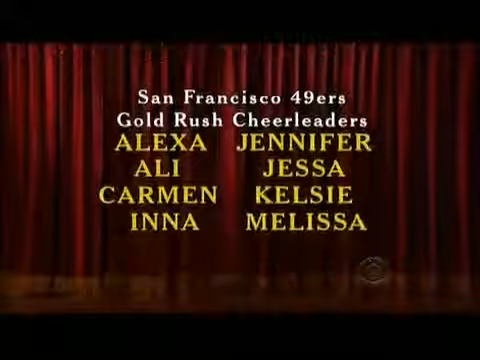 San Francisco 49ers
Gold Rush Cheerleaders
ALEXA JENNIFER
ALI JESSA
CARMEN KELSIE
INNA MELISSA